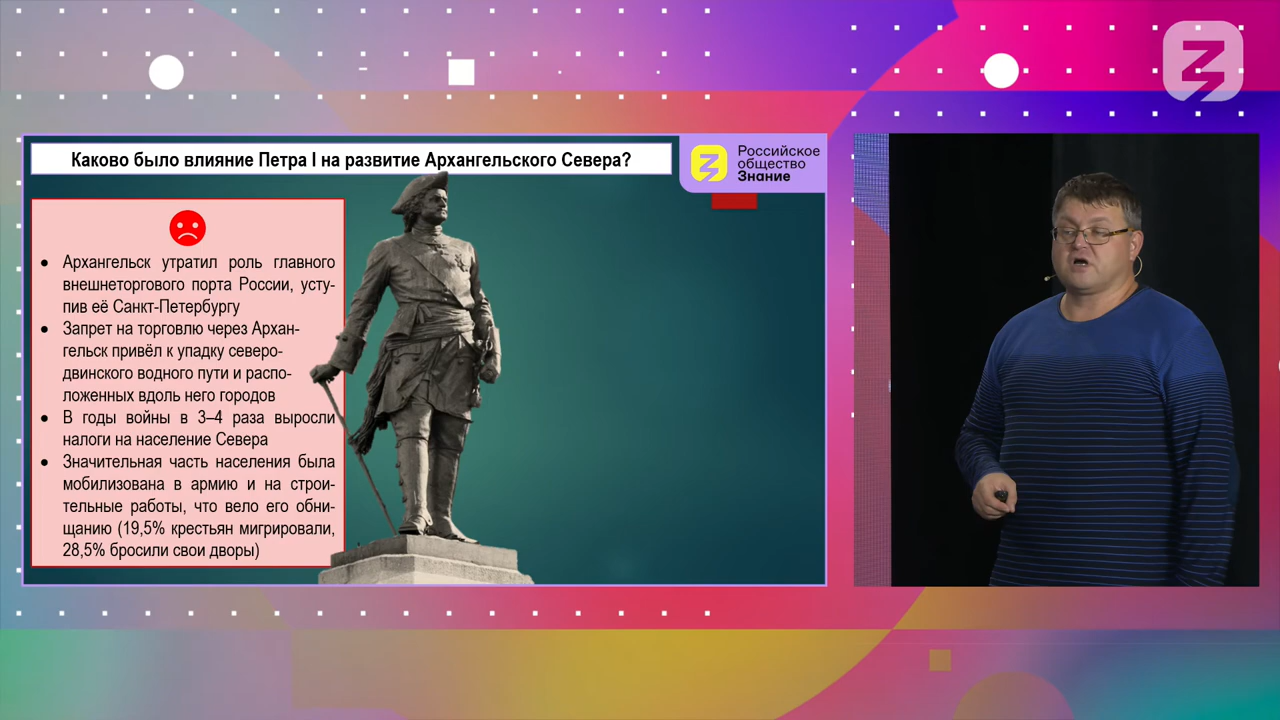 Каково было влияние Петра I на развитие Архангельского Севера?
Российское
общество
Знание
• Архангельск утратил роль главного
внешнеторгового порта России, усту-
пив её Санкт-Петербургу
• Запрет на торговлю через Архан-
гельск привёл к упадку северо-
двинского водного пути и распо-
ложенных вдоль него городов
• В годы войны в 3–4 раза выросли
налоги на население Севера
• Значительная часть населения была
мобилизована в армию и на строи-
тельные работы, что вело его обни-
щанию (19,5% крестьян мигрировали,
28,5% бросили свои дворы)